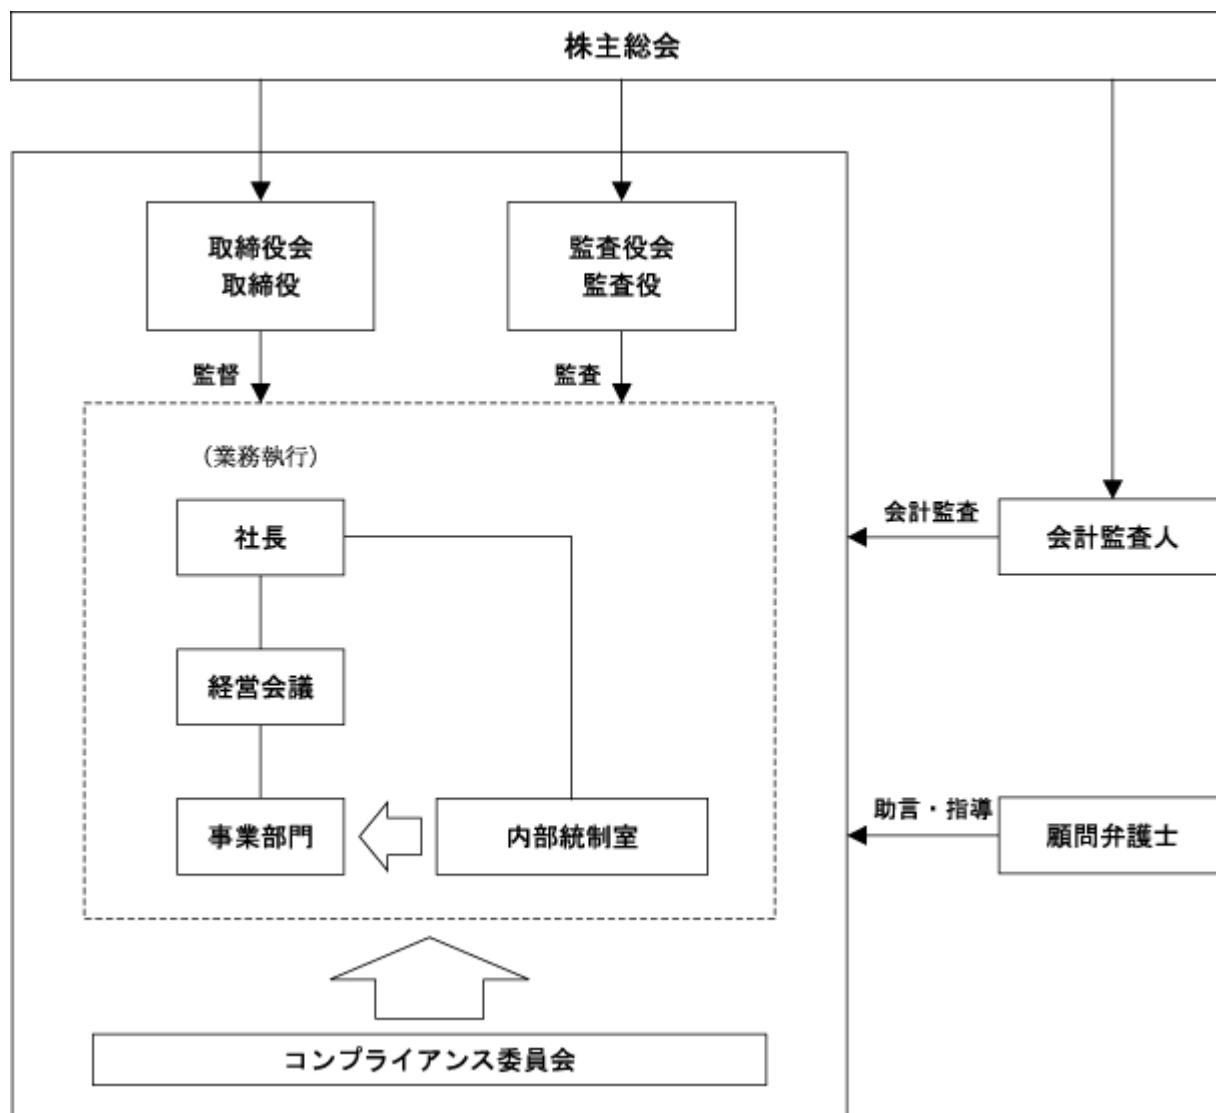 株主総会
取締役会
取締役
監査役会
監査役
監督
監査
（業務執行）
社長
会計監査
会計監査人
経営会議
事業部門
内部統制室
助言・指導
顧問弁護士
コンプライアンス委員会